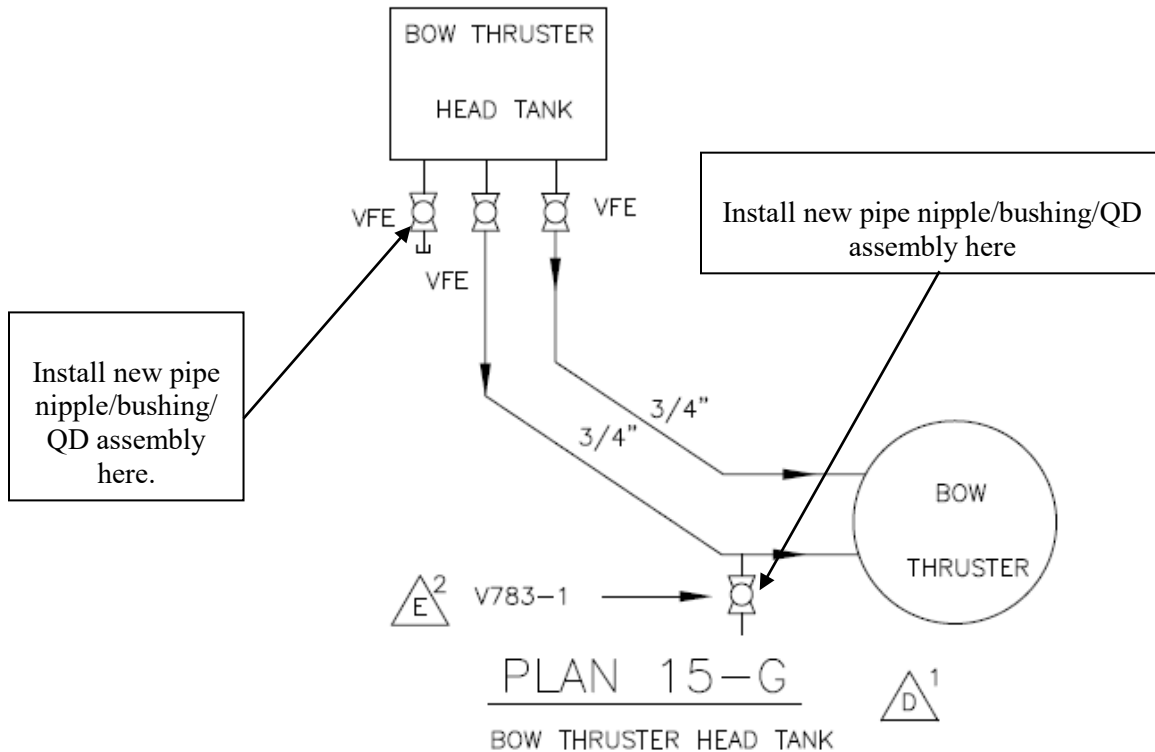 BOW THRUSTER
HEAD TANK
VFE
VFE
VFE
Install new pipe nipple/bushing/QD
assembly here
Install new pipe
nipple/bushing/
QD assembly
here.
3/4"
3/4"
BOW
THRUSTER
E 2
V783-1
PLAN 15-G
D 1
BOW THRUSTER HEAD TANK